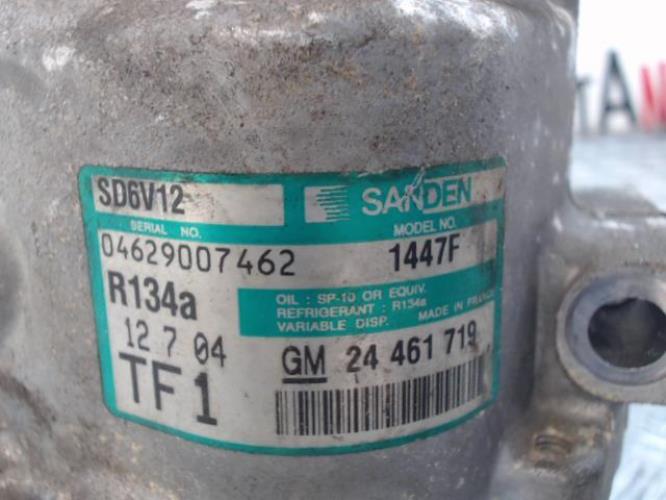 SD6V12
SANDEN
SERIAL NO.
MODEL NO.
04629007462
1447F
R134a
OIL : SP-10 OR EQUIV.
REFRIGERANT : R134a
VARIABLE DISP.
MADE IN FRANCE
12 7 04
TF1
GM 24 461 719